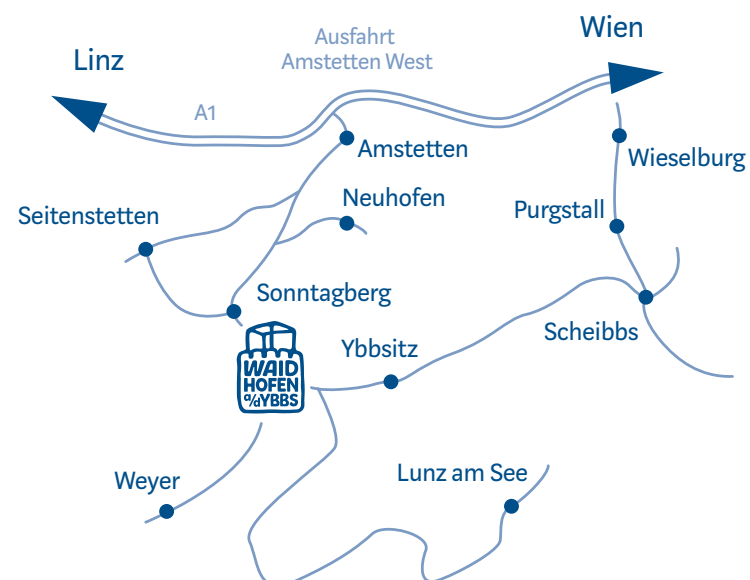 Wien
Ausfahrt
Amstetten West
Linz
A1
Amstetten
Wieselburg
Neuhofen
Purgstall
Seitenstetten
Sonntagberg
Scheibbs
Ybbsitz
WAID
HOFEN
a/dYBBS
Lunz am See
Weyer